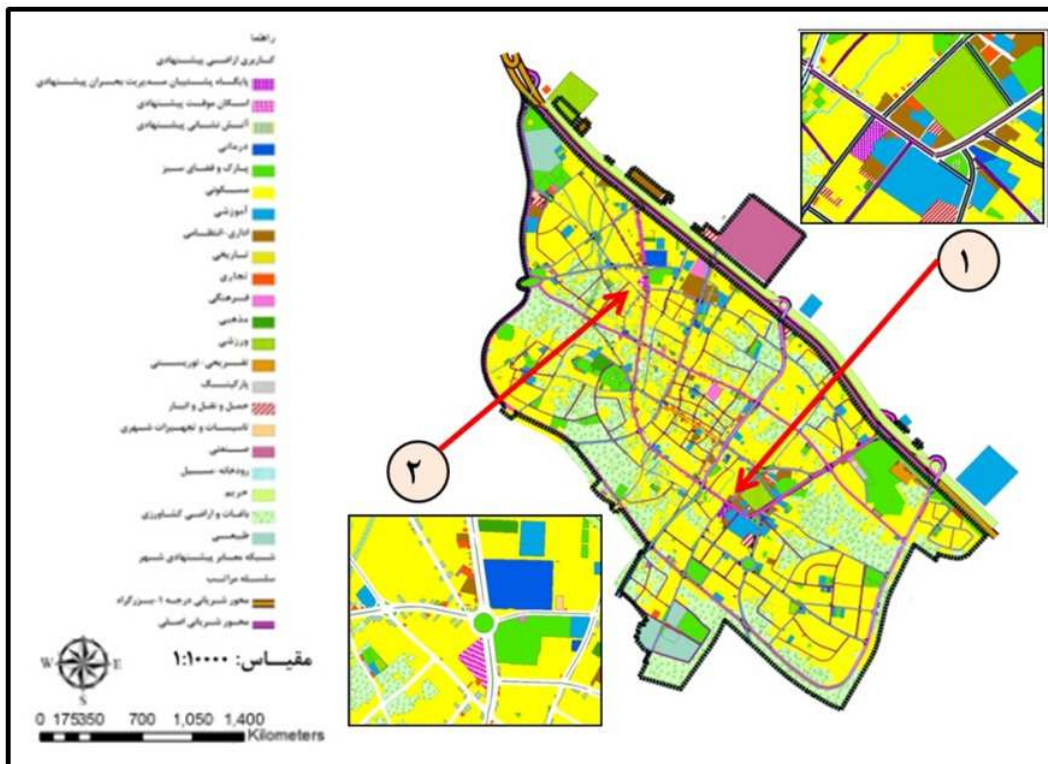 راهنما
کاربری اراضی پیشنهادی
پایگاه پشتیبان مدیریت بحران پیشنهادی
اسکان موقت پیشنهادی
آتش نشانی پیشنهادی
درمانی
پارک و فضای سبز
مسکونی
آموزشی
اداری-انتظامی
تاریخی
تجاری
فرهنگی
مذهبی
ورزشی
تفریحی-توریستی
پارکینگ
حمل و نقل و انبار
تاسیسات و تجهیزات شهری
صنعتی
رودخانه-مسیل
حریم
باغات و اراضی کشاورزی
طبیعی
شبکه معابر پیشنهادی شهر
سلسله مراتب
محور شریانی درجه ۱-بزرگراه
محور شریانی اصلی
مقیاس: ۱:۱۰۰۰۰
N
W E
S
0 175350 700 1,050 1,400
Kilometers
۱
۲